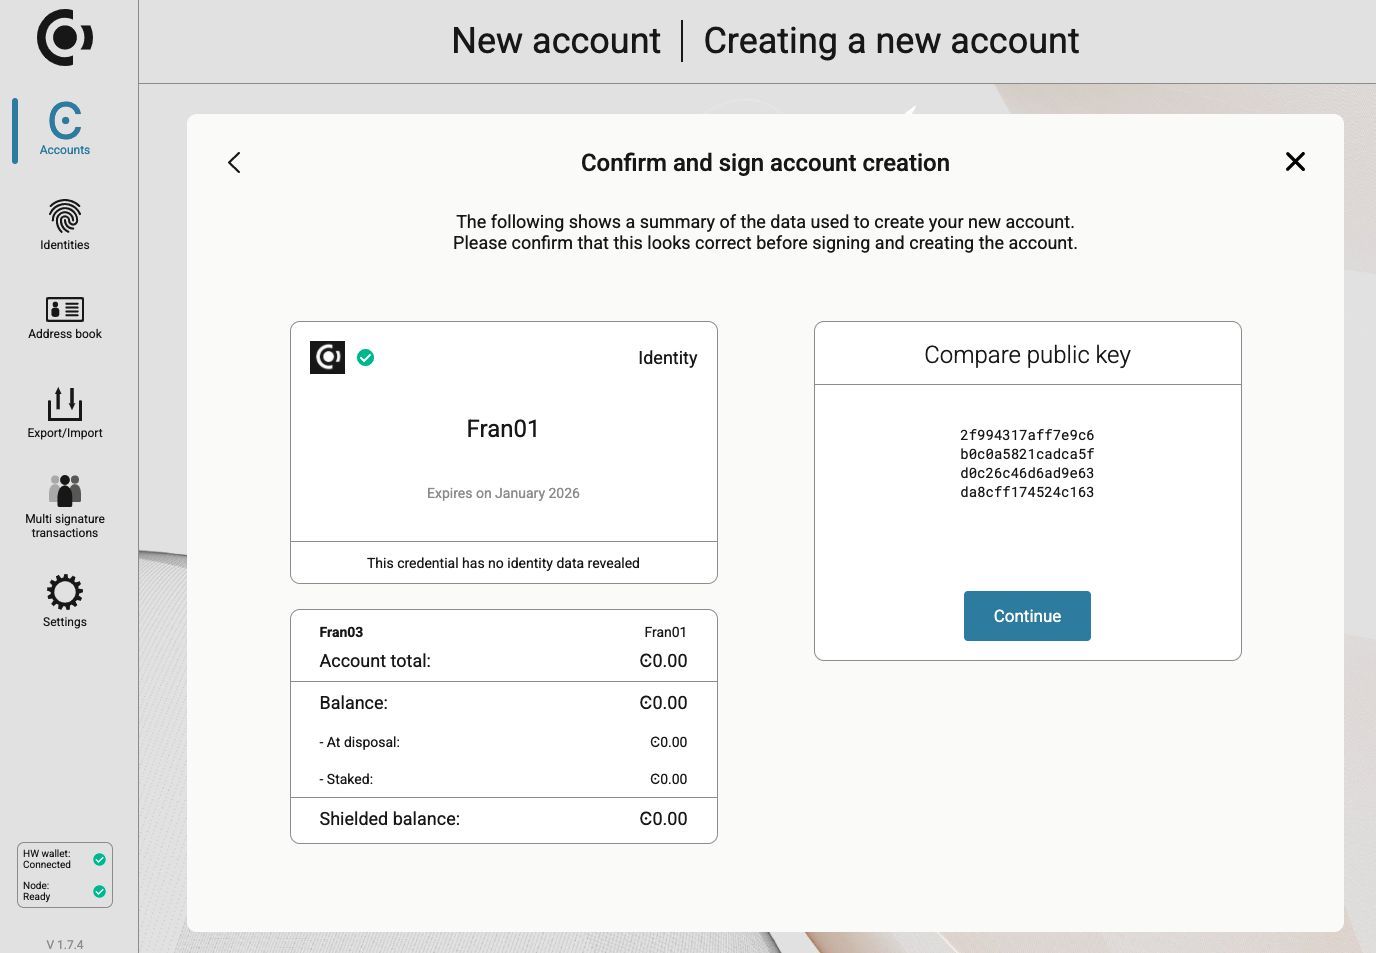 New account | Creating a new account
Accounts
Identities
Address book
Export/Import
Multi signature
transactions
Settings
HW wallet:
Connected
Node:
Ready
V 1.7.4
Confirm and sign account creation
The following shows a summary of the data used to create your new account.
Please confirm that this looks correct before signing and creating the account.
Identity
Fran01
Expires on January 2026
This credential has no identity data revealed
Fran03 Fran01
Account total: Ͼ0.00
Balance: Ͼ0.00
- At disposal: Ͼ0.00
- Staked: Ͼ0.00
Shielded balance: Ͼ0.00
Compare public key
2f994317aff7e9c6
b0c0a5821cadca5f
d0c26c46d6ad9e63
da8cff174524c163
Continue